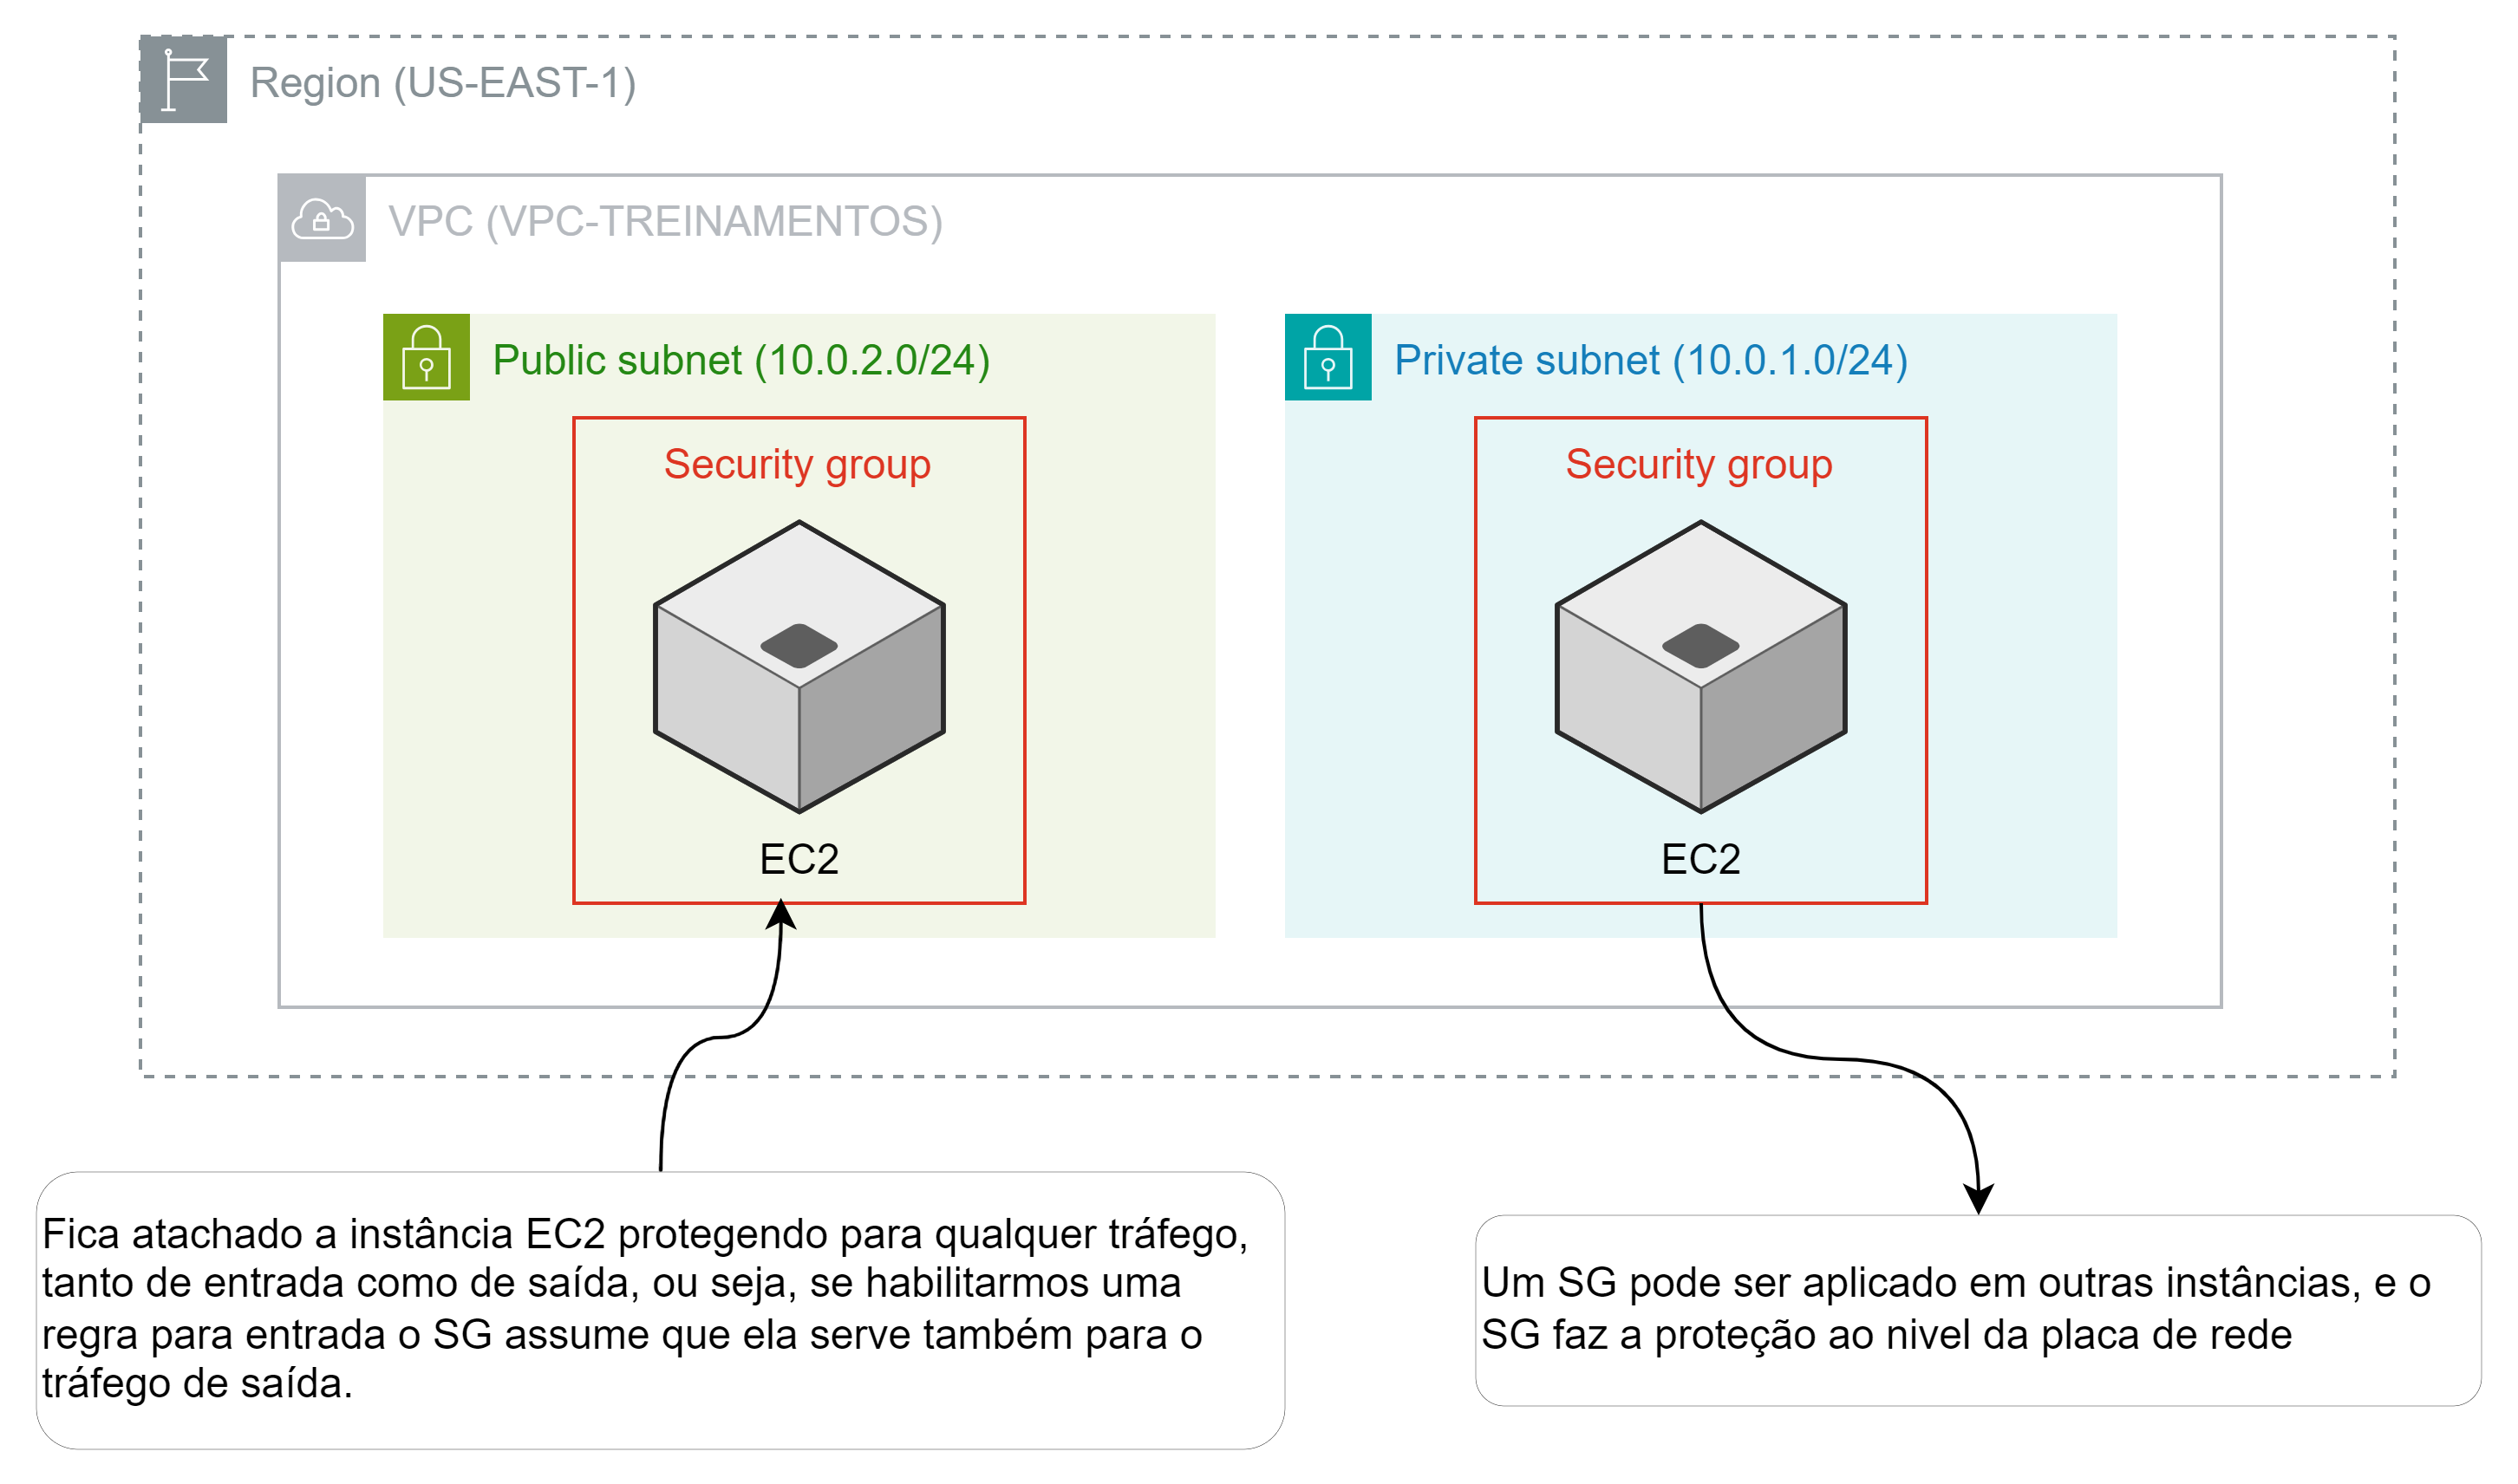 Region (US-EAST-1)
VPC (VPC-TREINAMENTOS)
Public subnet (10.0.2.0/24)
Security group
EC2
Private subnet (10.0.1.0/24)
Security group
EC2
Fica atachado a instância EC2 protegendo para qualquer tráfego,
tanto de entrada como de saída, ou seja, se habilitarmos uma
regra para entrada o SG assume que ela serve também para o
tráfego de saída.
Um SG pode ser aplicado em outras instâncias, e o
SG faz a proteção ao nivel da placa de rede